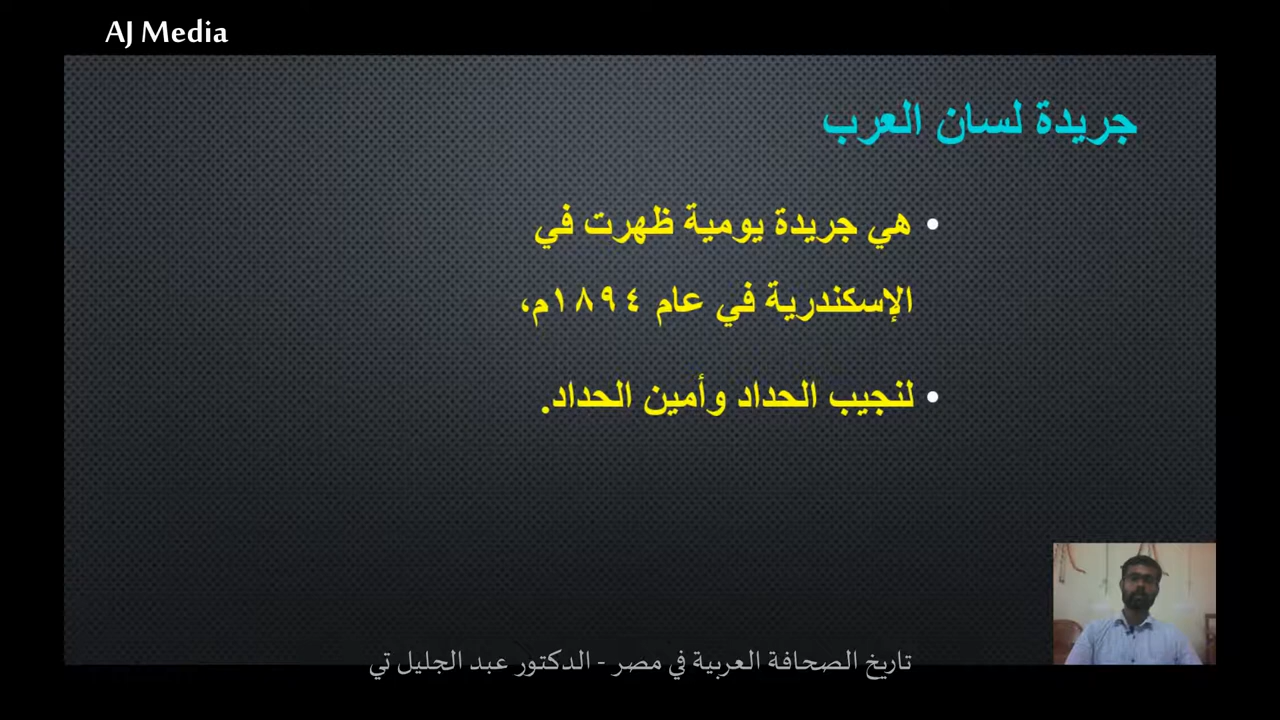 AJ Media
جريدة لسان العرب
• هي جريدة يومية ظهرت في
الإسكندرية في عام ١٨٩٤م،
• لنجيب الحداد وأمين الحداد.
تاريخ الصحافة العربية في مصر - الدكتور عبد الجليل تي